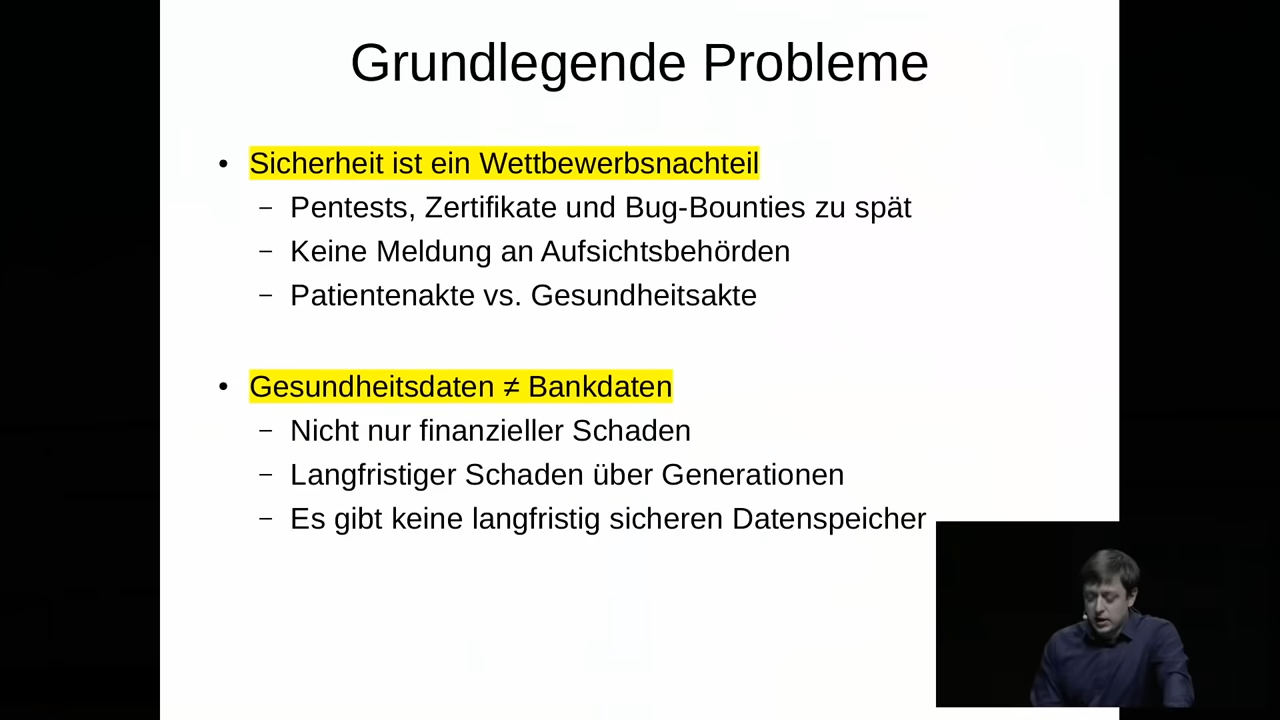 Grundlegende Probleme
• Sicherheit ist ein Wettbewerbsnachteil
– Pentests, Zertifikate und Bug-Bounties zu spät
– Keine Meldung an Aufsichtsbehörden
– Patientenakte vs. Gesundheitsakte
• Gesundheitsdaten ≠ Bankdaten
– Nicht nur finanzieller Schaden
– Langfristiger Schaden über Generationen
– Es gibt keine langfristig sicheren Datenspeicher